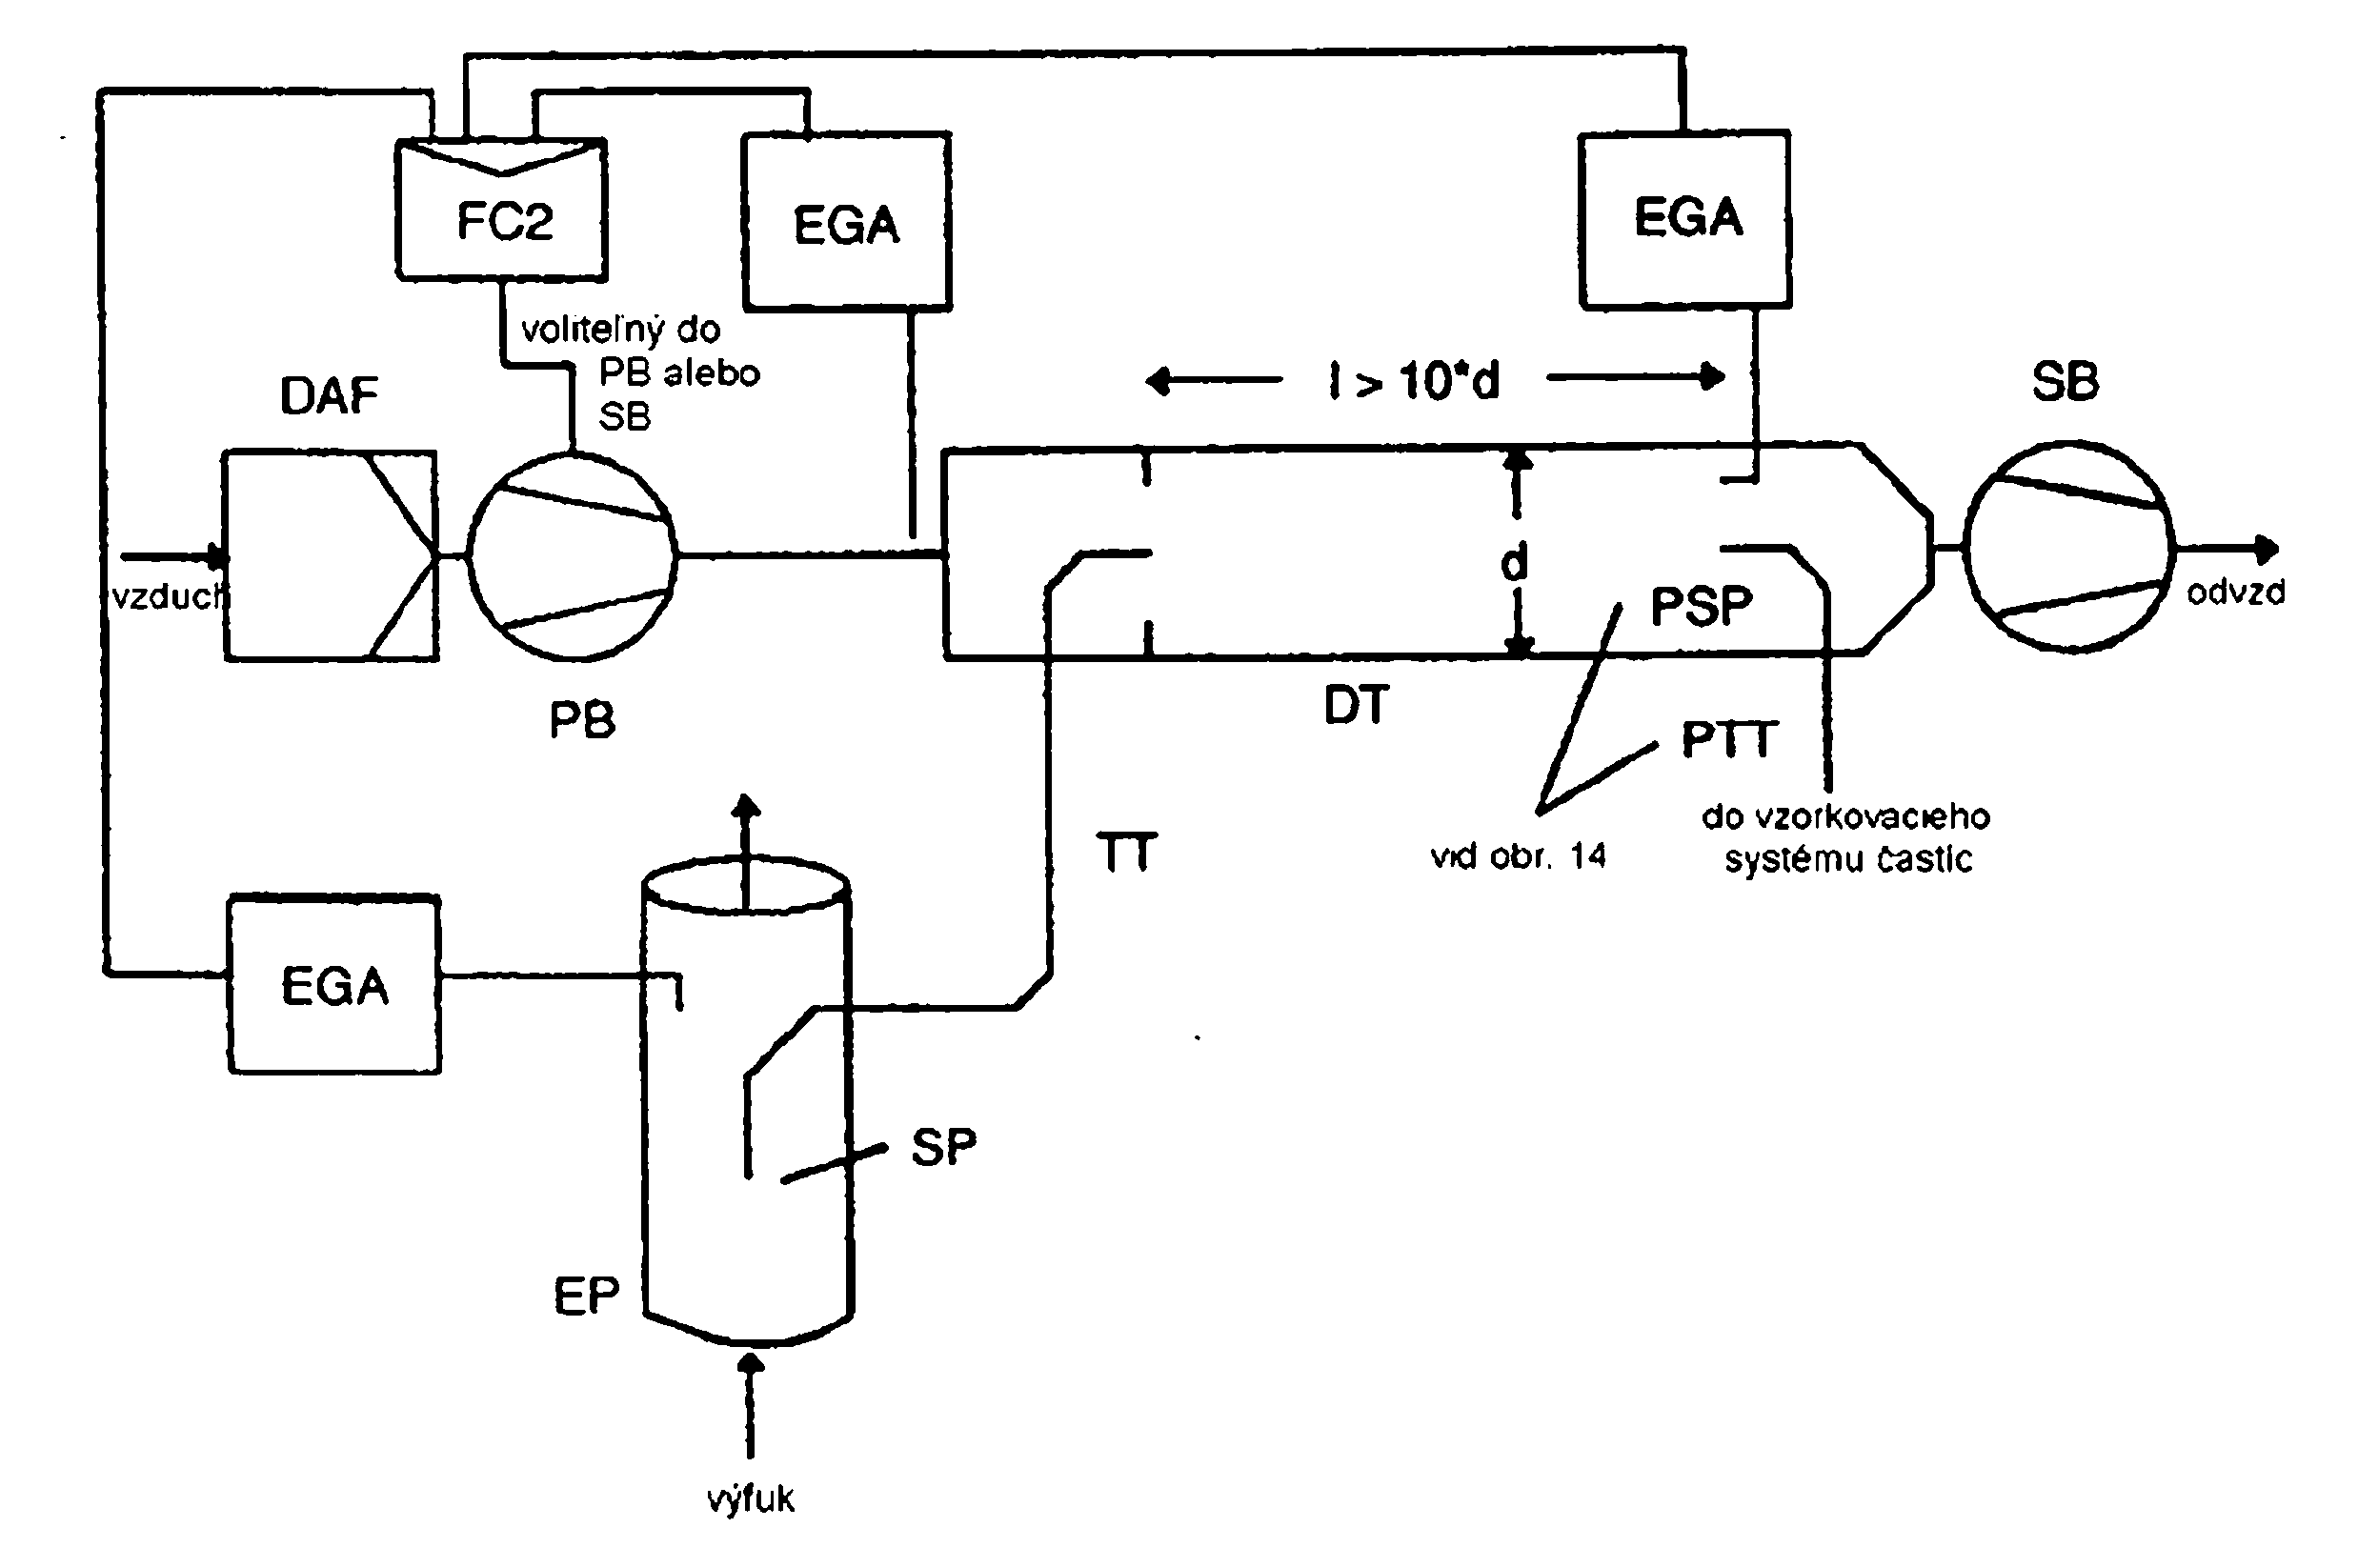 FC2
EGA
EGA
voliteľný do
PB alebo
SB
DAF
l > 10*d
SB
vzduch
d
PSP
odvzd
PB
DT
PTT
TT
do vzorkovacieho
systému častíc
viď obr. 14
EGA
SP
EP
výfuk